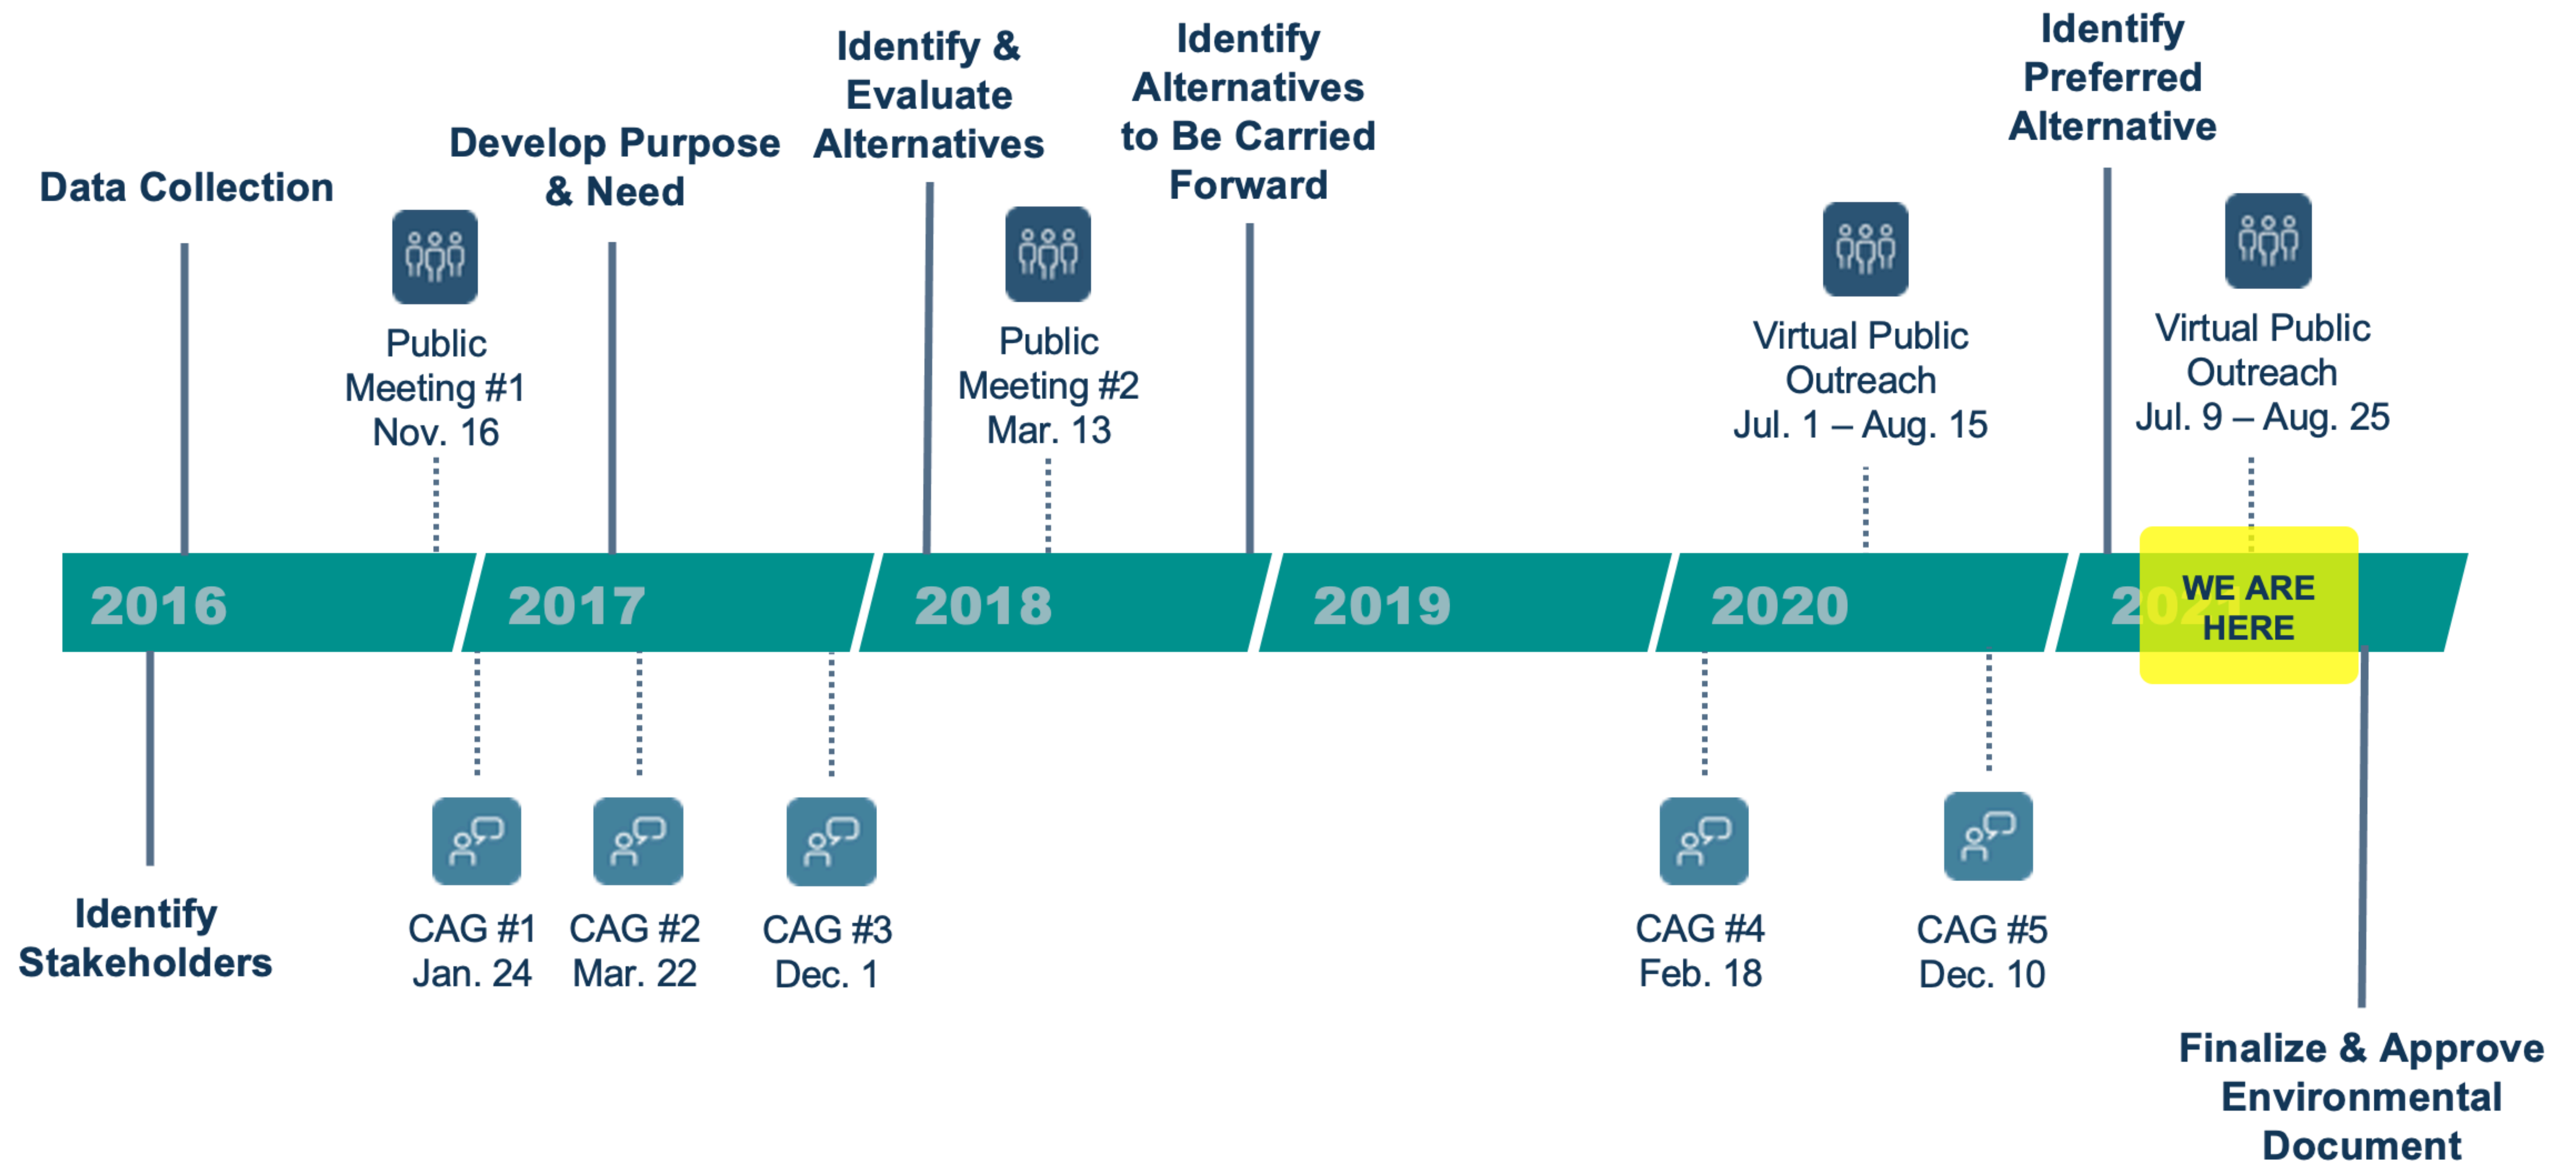 Data Collection
Public
Meeting #1
Nov. 16
Develop Purpose
& Need
Identify &
Evaluate
Alternatives
Public
Meeting #2
Mar. 13
Identify
Alternatives
to Be Carried
Forward
Virtual Public
Outreach
Jul. 1 – Aug. 15
Identify
Preferred
Alternative
Virtual Public
Outreach
Jul. 9 – Aug. 25
2016
2017
2018
2019
2020
2021
WE ARE
HERE
Identify
Stakeholders
CAG #1
Jan. 24
CAG #2
Mar. 22
CAG #3
Dec. 1
CAG #4
Feb. 18
CAG #5
Dec. 10
Finalize & Approve
Environmental
Document